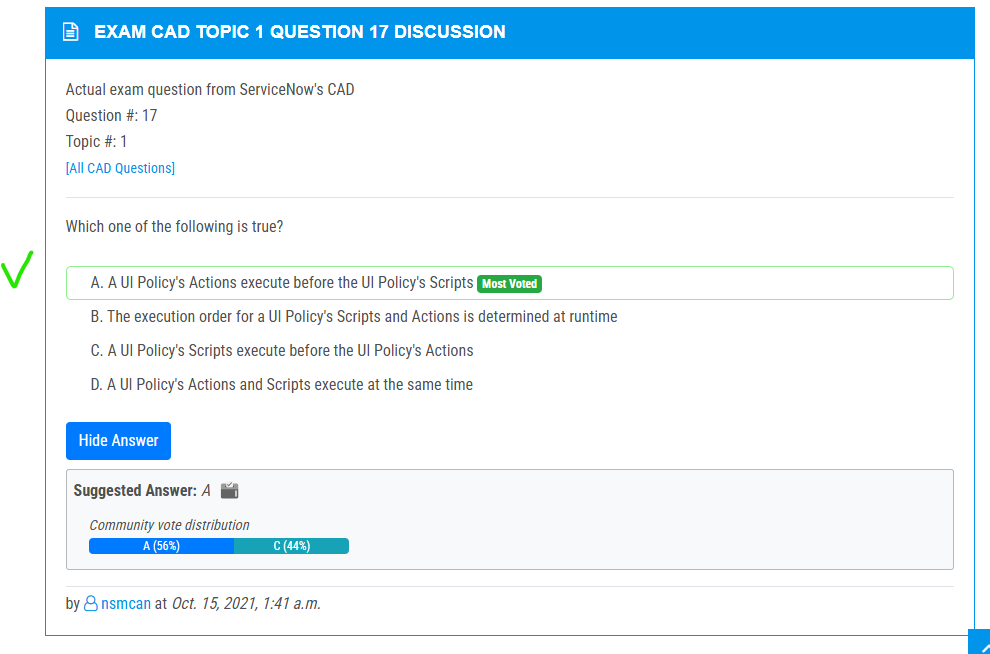 EXAM CAD TOPIC 1 QUESTION 17 DISCUSSION
Actual exam question from ServiceNow's CAD
Question #: 17
Topic #: 1
[All CAD Questions]
Which one of the following is true?
A. A UI Policy's Actions execute before the UI Policy's Scripts Most Voted
B. The execution order for a UI Policy's Scripts and Actions is determined at runtime
C. A UI Policy's Scripts execute before the UI Policy's Actions
D. A UI Policy's Actions and Scripts execute at the same time
Hide Answer
Suggested Answer: A
Community vote distribution
A (56%) C (44%)
by nsmcan at Oct. 15, 2021, 1:41 a.m.